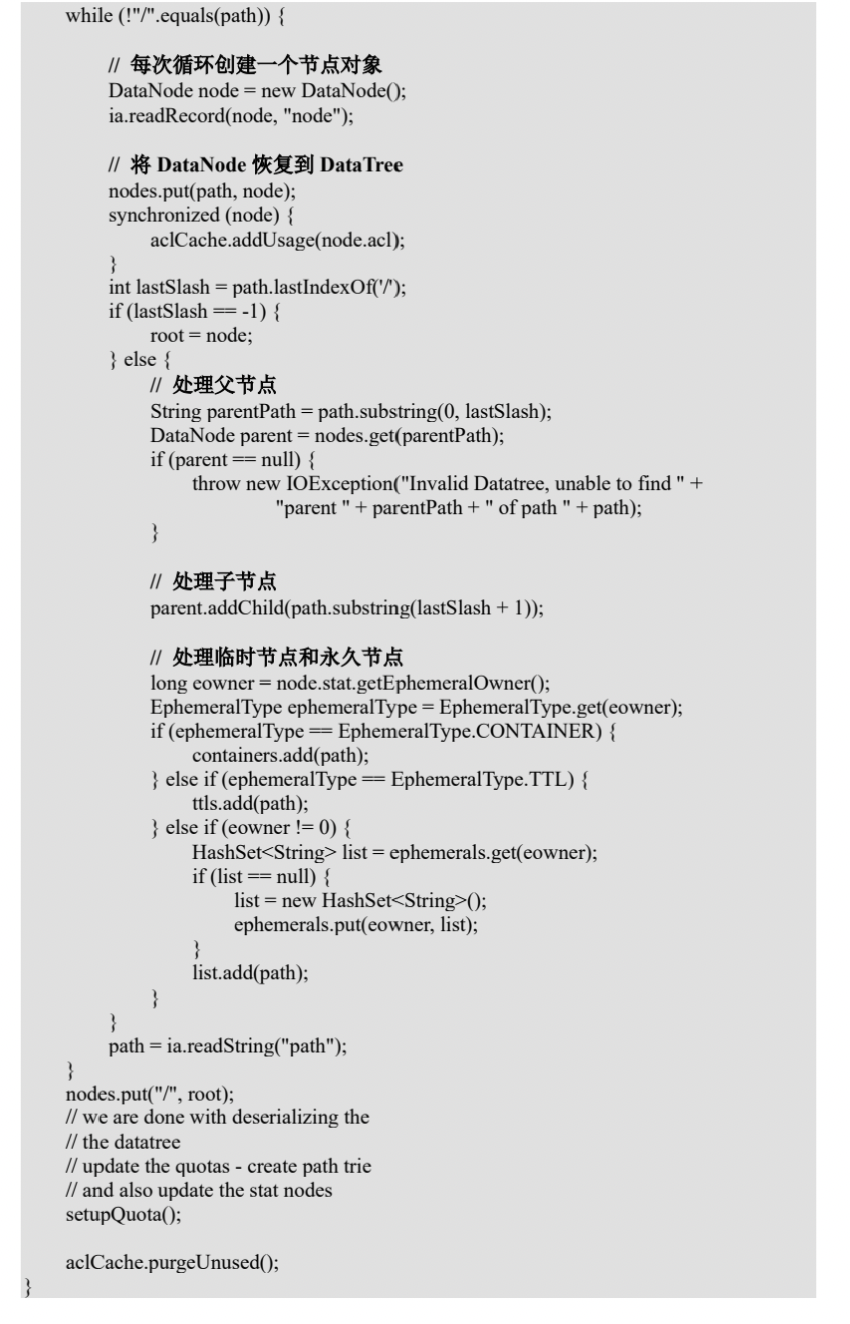 while (!"/".equals(path)) {
// 每次循环创建一个节点对象
DataNode node = new DataNode();
ia.readRecord(node, "node");
// 将 DataNode 恢复到 DataTree
nodes.put(path, node);
synchronized (node) {
aclCache.addUsage(node.acl);
}
int lastSlash = path.lastIndexOf('/');
if (lastSlash == -1) {
root = node;
} else {
// 处理父节点
String parentPath = path.substring(0, lastSlash);
DataNode parent = nodes.get(parentPath);
if (parent == null) {
throw new IOException("Invalid Datatree, unable to find " +
"parent " + parentPath + " of path " + path);
}
// 处理子节点
parent.addChild(path.substring(lastSlash + 1));
// 处理临时节点和永久节点
long eowner = node.stat.getEphemeralOwner();
EphemeralType ephemeralType = EphemeralType.get(eowner);
if (ephemeralType == EphemeralType.CONTAINER) {
containers.add(path);
} else if (ephemeralType == EphemeralType.TTL) {
ttls.add(path);
} else if (eowner != 0) {
HashSet<String> list = ephemerals.get(eowner);
if (list == null) {
list = new HashSet<String>();
ephemerals.put(eowner, list);
}
list.add(path);
}
}
path = ia.readString("path");
}
nodes.put("/", root);
// we are done with deserializing the
// the datatree
// update the quotas - create path trie
// and also update the stat nodes
setupQuota();
aclCache.purgeUnused();
}